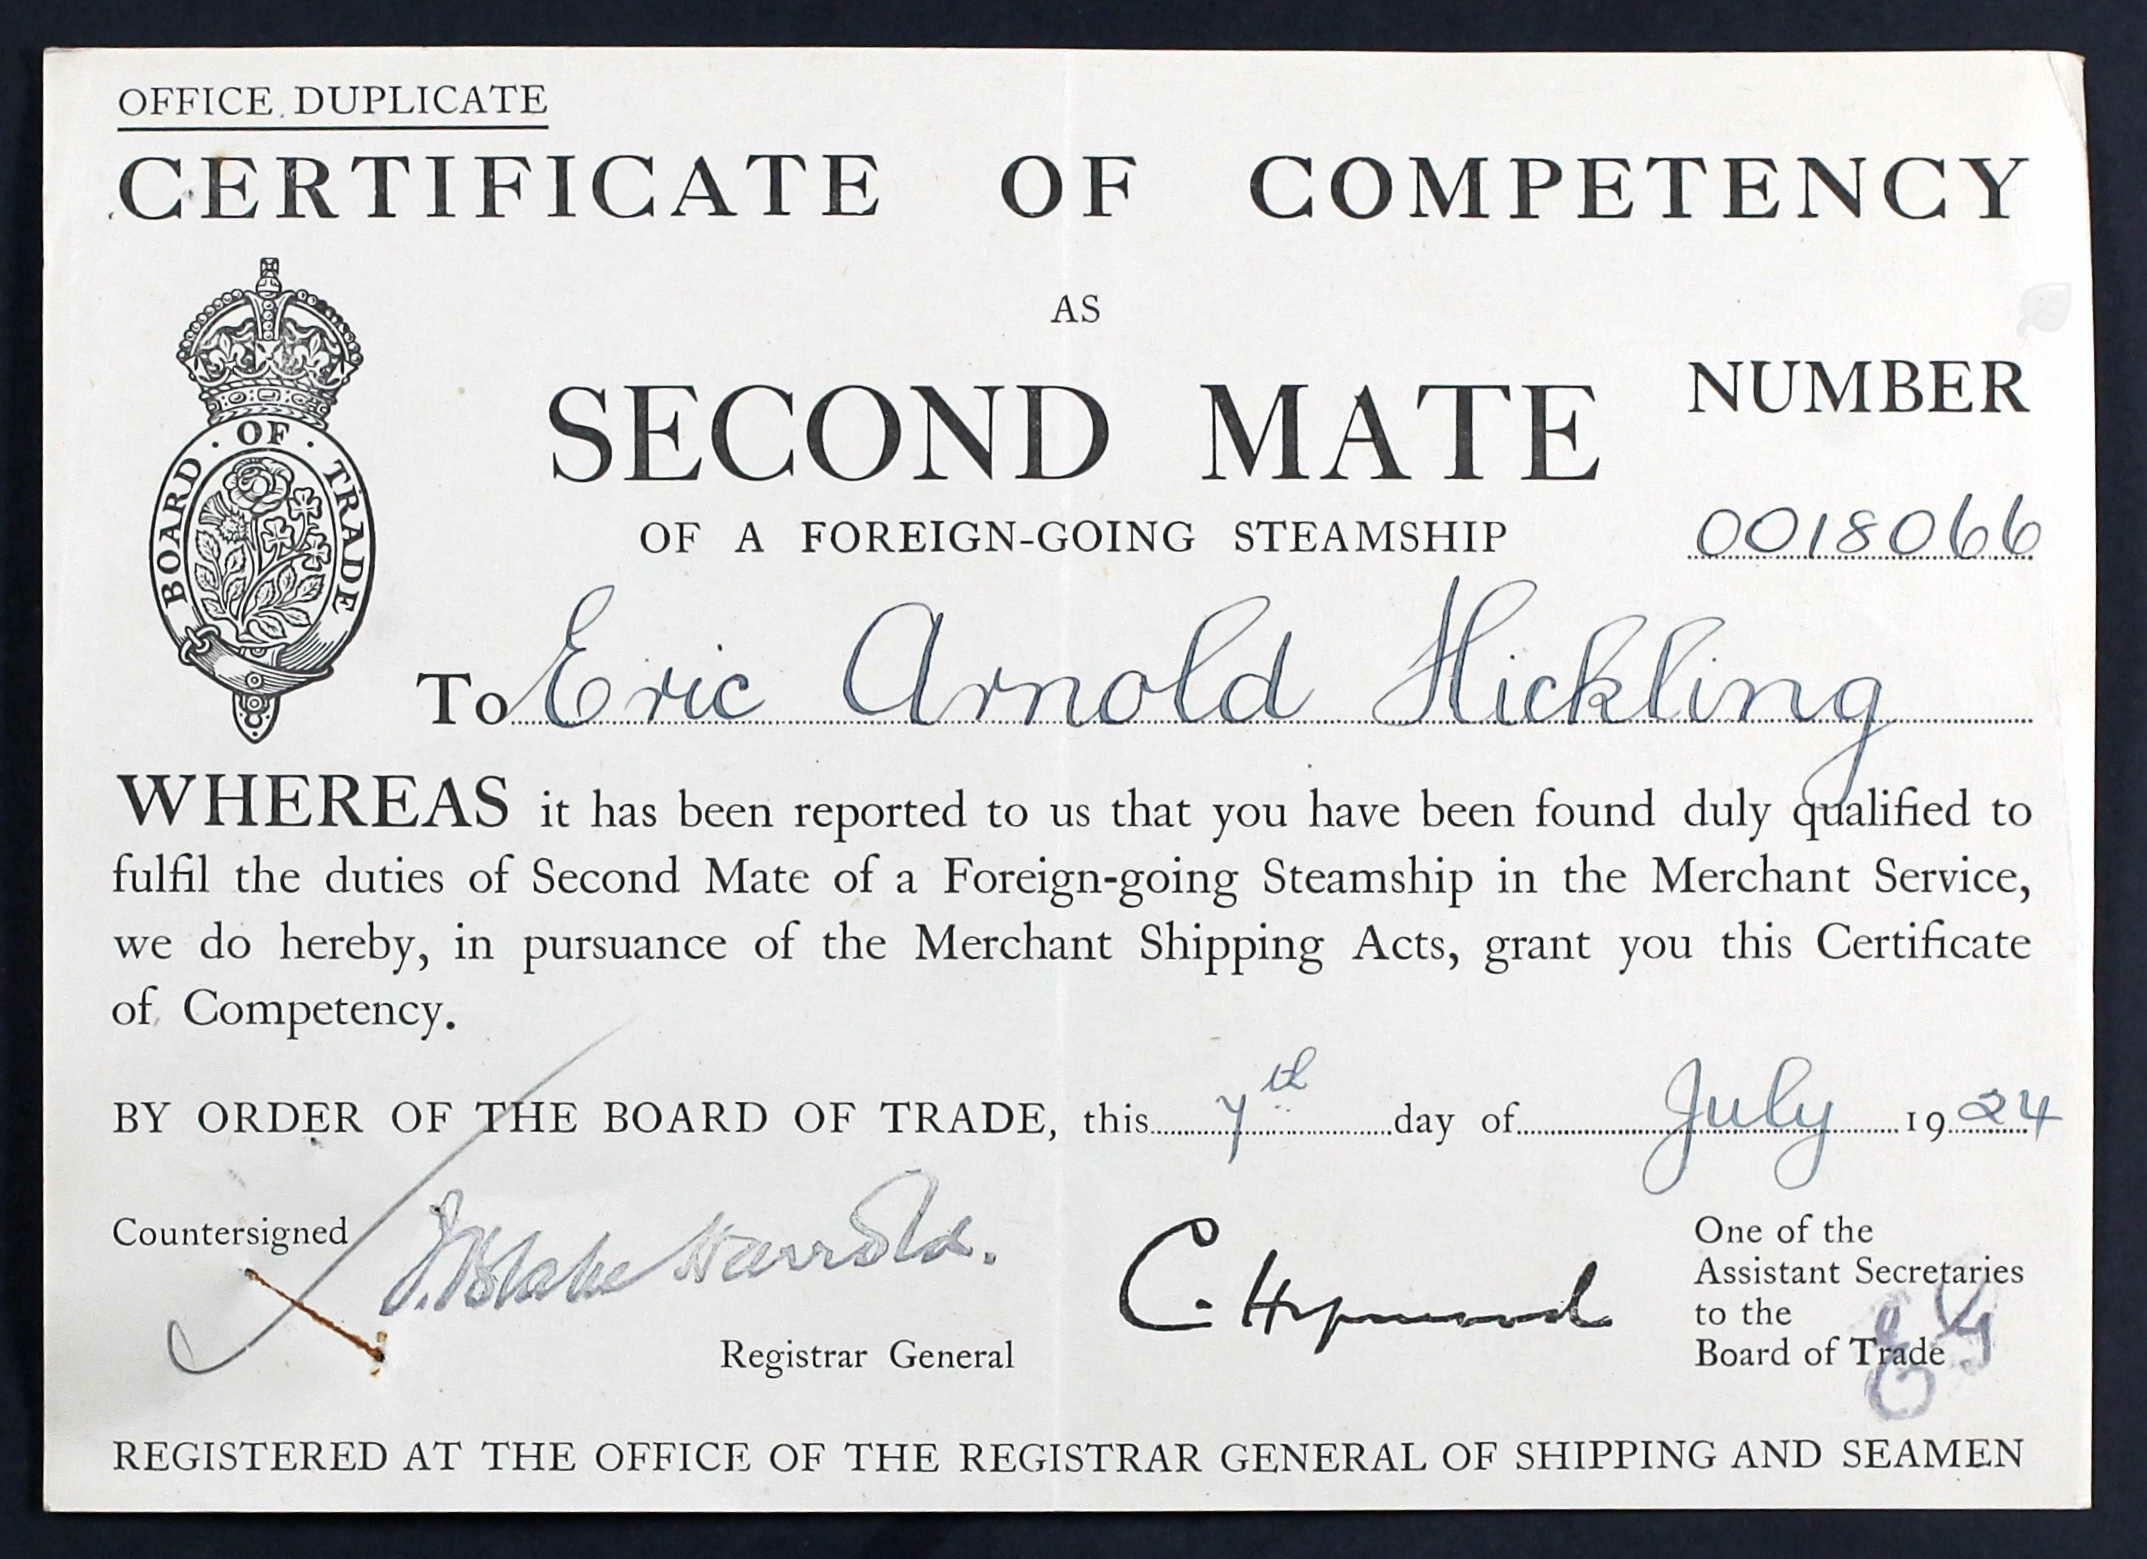 OFFICE DUPLICATE
CERTIFICATE OF COMPETENCY
AS
SECOND MATE
NUMBER
OF A FOREIGN-GOING STEAMSHIP
0018066
BOARD · OF · TRADE
To Eric Arnold Hickling
WHEREAS it has been reported to us that you have been found duly qualified to
fulfil the duties of Second Mate of a Foreign-going Steamship in the Merchant Service,
we do hereby, in pursuance of the Merchant Shipping Acts, grant you this Certificate
of Competency.
BY ORDER OF THE BOARD OF TRADE, this 7th day of July 1924
Countersigned
J. Blake Harrold.
Registrar General
C. Hipwood
One of the
Assistant Secretaries
to the
Board of Trade
REGISTERED AT THE OFFICE OF THE REGISTRAR GENERAL OF SHIPPING AND SEAMEN